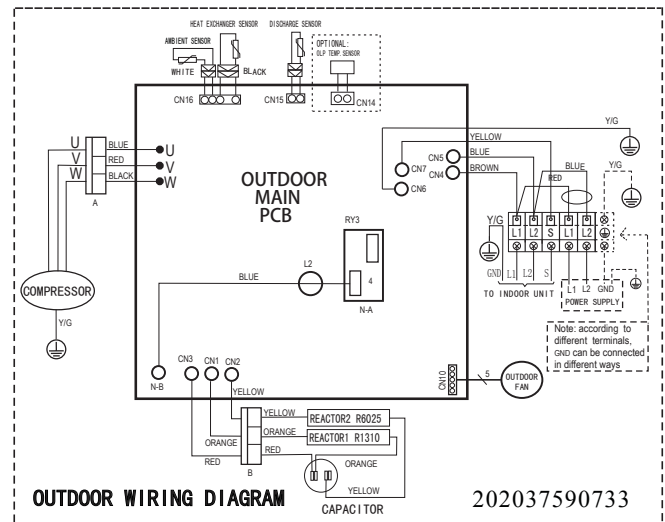 HEAT EXCHANGER SENSOR DISCHARGE SENSOR
AMBIENT SENSOR
OPTIONAL:
OLP TEMP. SENSOR
WHITE BLACK
CN16 CN15 CN14
Y/G
YELLOW
BLUE
BROWN
CN7 CN5
CN4
CN6
BLUE
RED
Y/G
U BLUE U
V RED V
W BLACK W
A
OUTDOOR
MAIN
PCB
RY3
4
N-A
L2
BLUE
Y/G
L1 L2 S L1 L2
GND L1 L2 S
TO INDOOR UNIT
L1 L2 GND
POWER SUPPLY
COMPRESSOR
Y/G
Note: according to
different terminals,
GND can be connected
in different ways
N-B
CN3 CN1 CN2
YELLOW
CN10
5
OUTDOOR
FAN
YELLOW REACTOR2 R6025
ORANGE ORANGE REACTOR1 R1310
RED RED
B
ORANGE
YELLOW
CAPACITOR
OUTDOOR WIRING DIAGRAM
202037590733